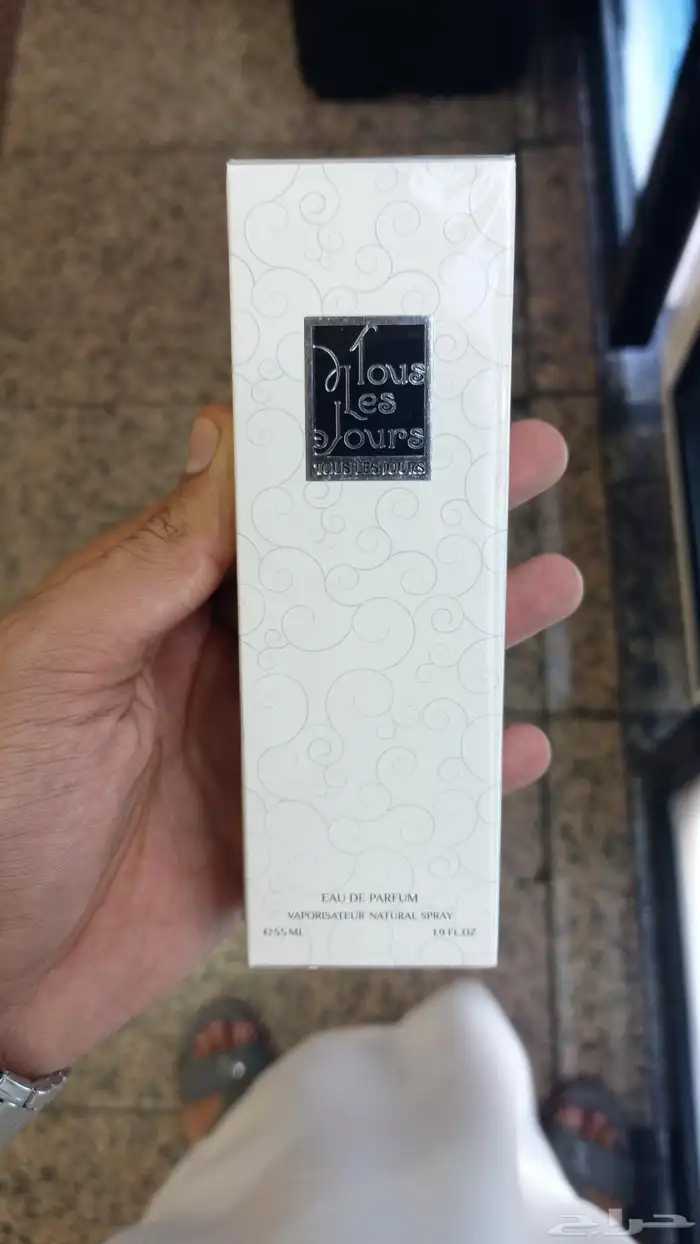 Tous
Les
Jours
TOUS LES JOURS
EAU DE PARFUM
VAPORISATEUR NATURAL SPRAY
e 55 ML 1.9 FL.OZ
حراج